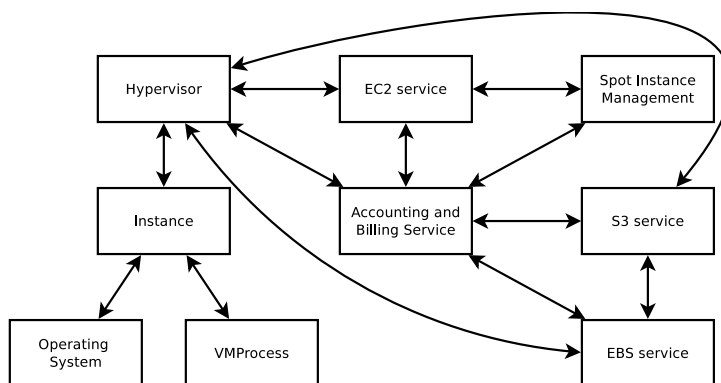 Hypervisor
EC2 service
Spot Instance
Management
Instance
Accounting and
Billing Service
S3 service
Operating
System
VMProcess
EBS service